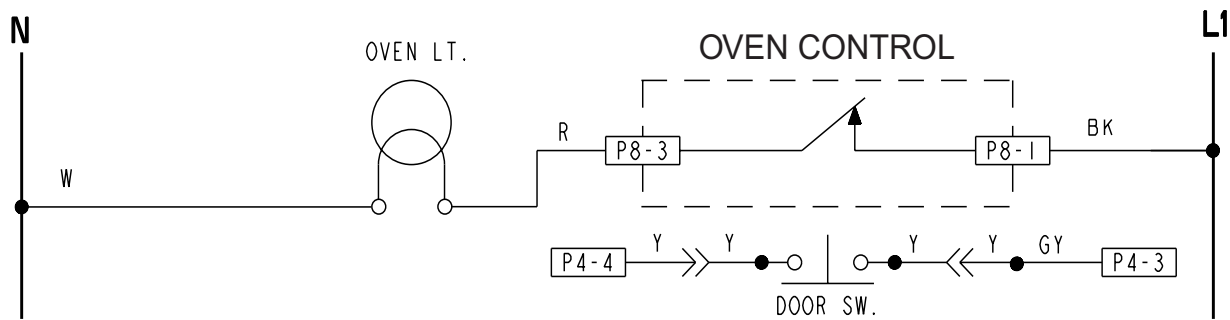 N
L1
OVEN LT.
OVEN CONTROL
R
P8-3
P8-1
BK
W
P4-4
Y
Y
Y
Y
GY
P4-3
DOOR SW.